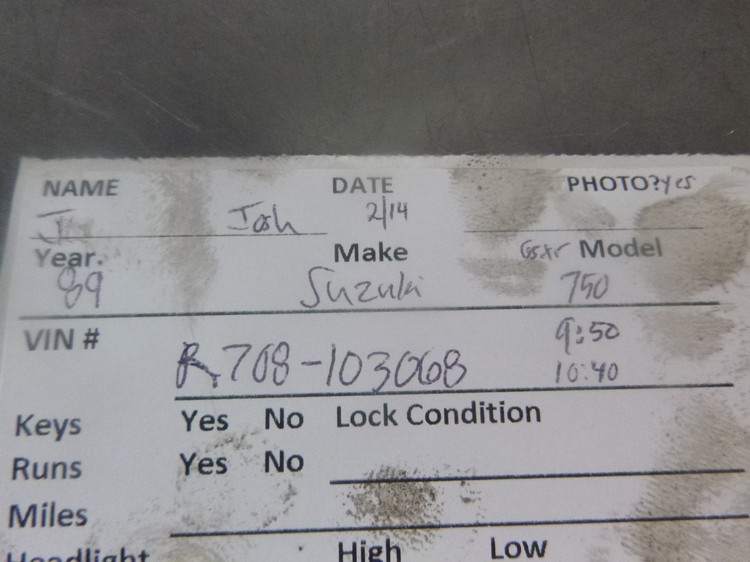 NAME DATE PHOTO? yes
J Josh 2/14
Year. Make Gsxr Model
89 Suzuki 750
VIN # 9:50
R708-103068 10:40
Keys Yes No Lock Condition
Runs Yes No
Miles
Headlight High Low